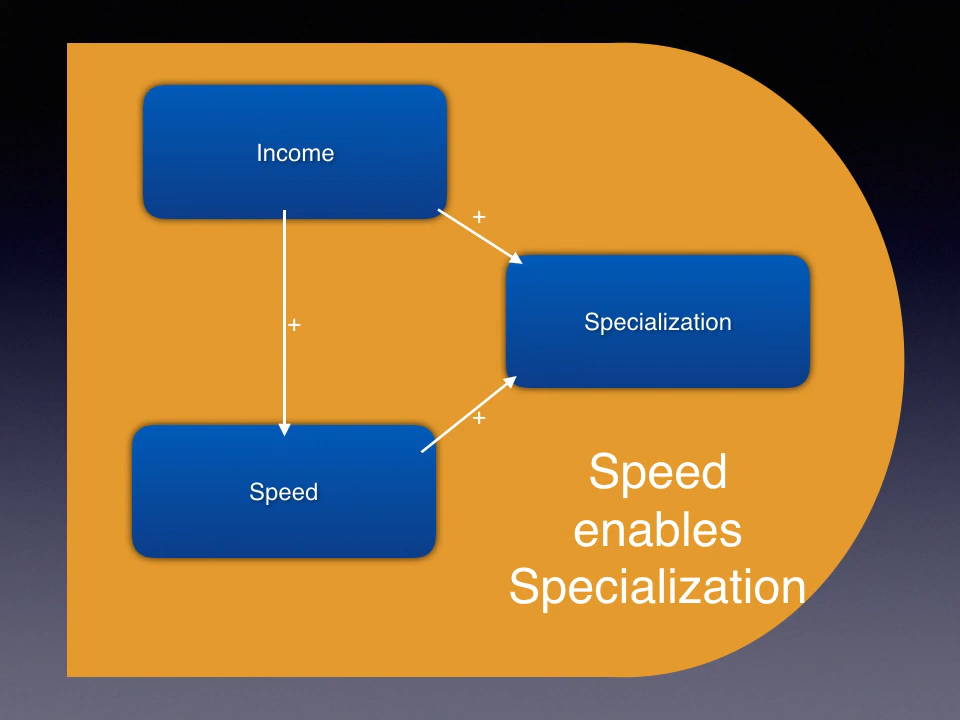 Income
+
Specialization
+
+
Speed
Speed
enables
Specialization